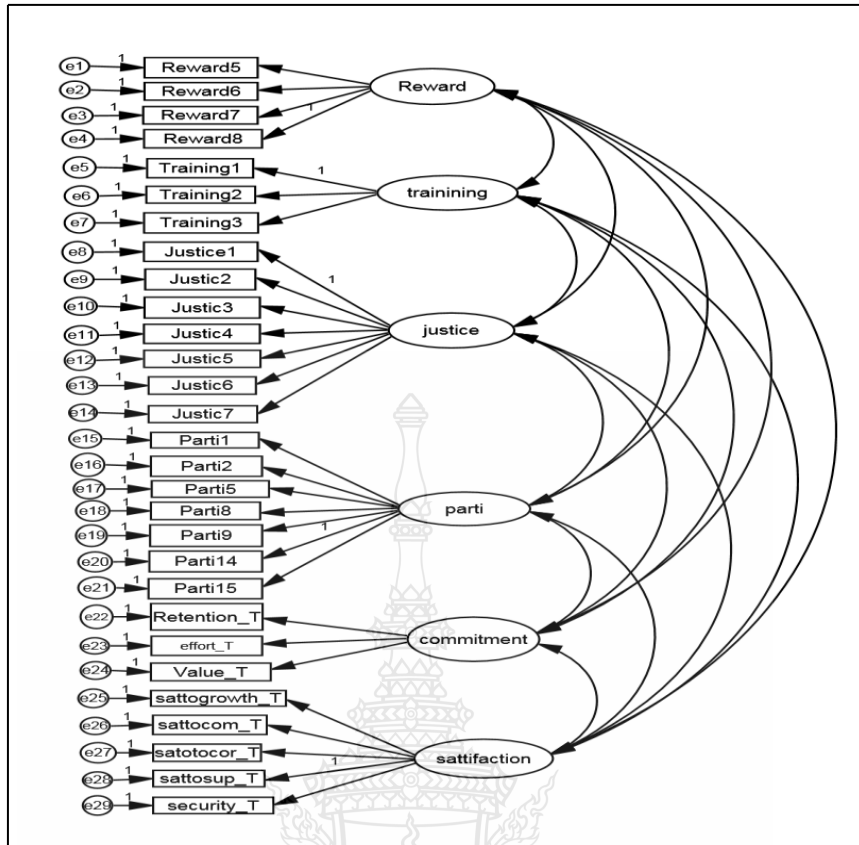 e1 1 Reward5
e2 1 Reward6
e3 1 Reward7
e4 1 Reward8
1
Reward
e5 1 Training1
e6 1 Training2
e7 1 Training3
1
trainining
e8 1 Justice1
e9 1 Justic2
e10 1 Justic3
e11 1 Justic4
e12 1 Justic5
e13 1 Justic6
e14 1 Justic7
1
justice
e15 1 Parti1
e16 1 Parti2
e17 1 Parti5
e18 1 Parti8
e19 1 Parti9
e20 1 Parti14
e21 1 Parti15
1
parti
e22 1 Retention_T
e23 1 effort_T
e24 1 Value_T
commitment
e25 1 sattogrowth_T
e26 1 sattocom_T
e27 1 satotocor_T
e28 1 sattosup_T
e29 1 security_T
1
sattifaction